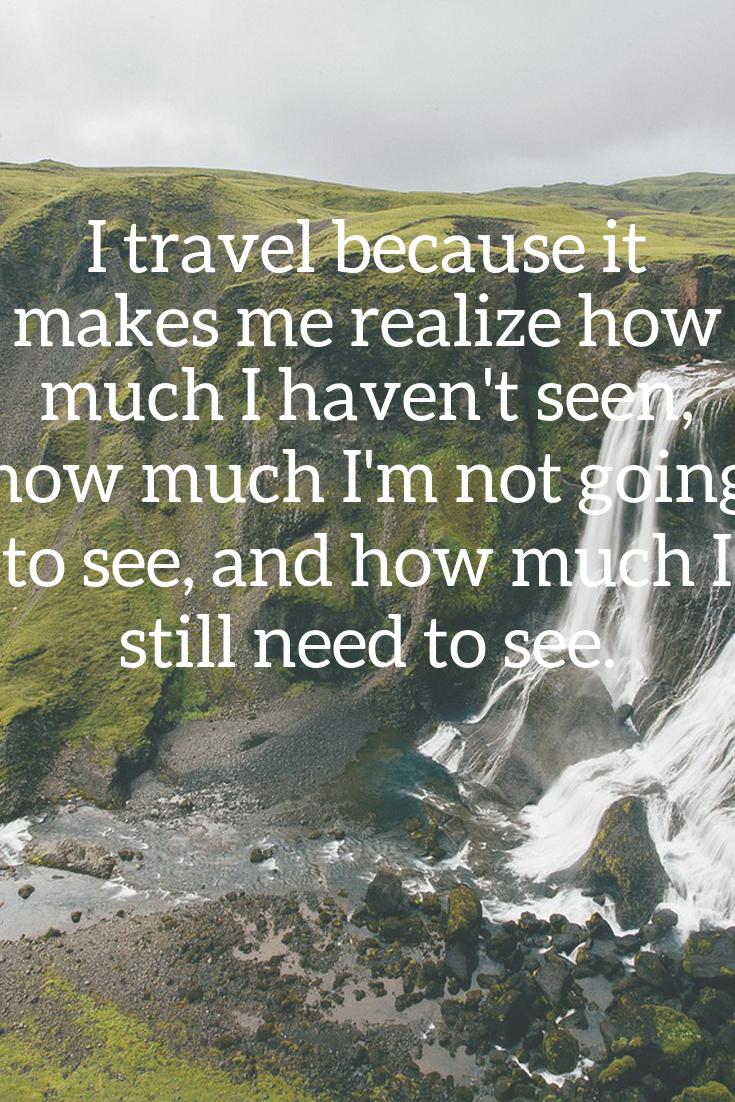 I travel because it
makes me realize how
much I haven't seen,
how much I'm not going
to see, and how much I
still need to see.